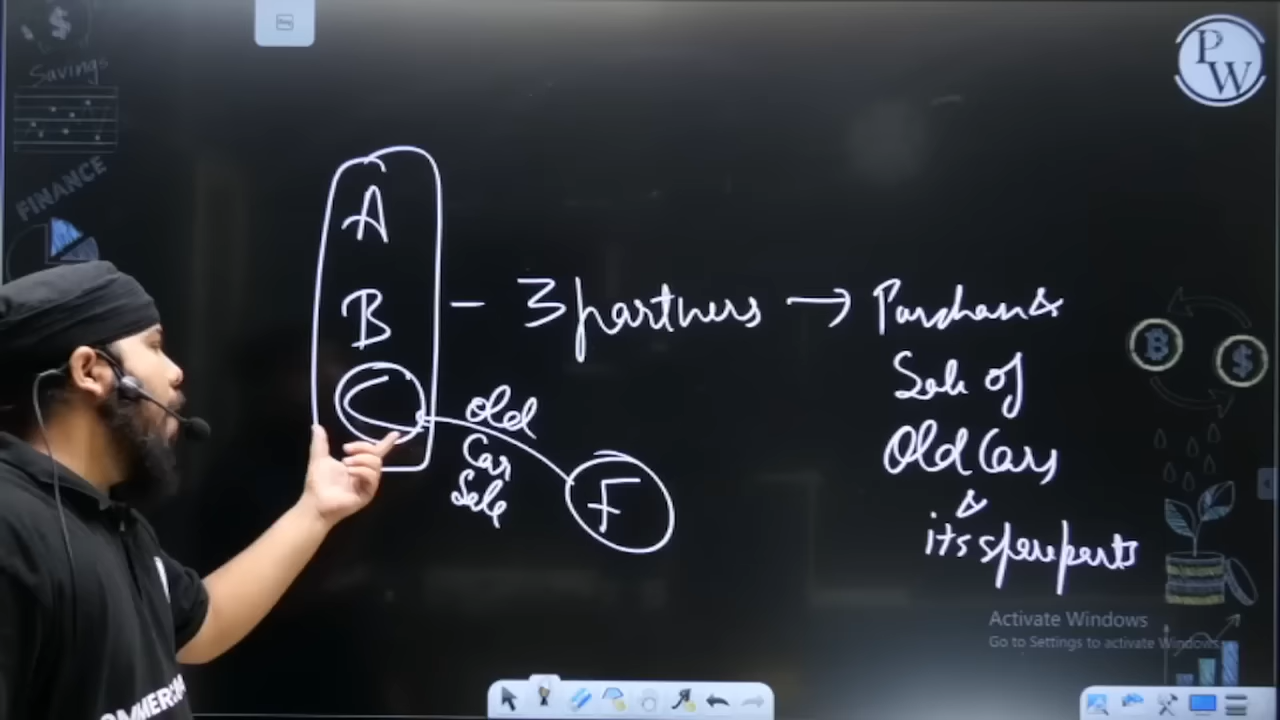 Savings
FINANCE
P
W
A
B
C
3 partners → Purchase &
Sale of
Old Cars
&
its spare parts
Old
Car
Sale
F
Activate Windows
Go to Settings to activate Windows.